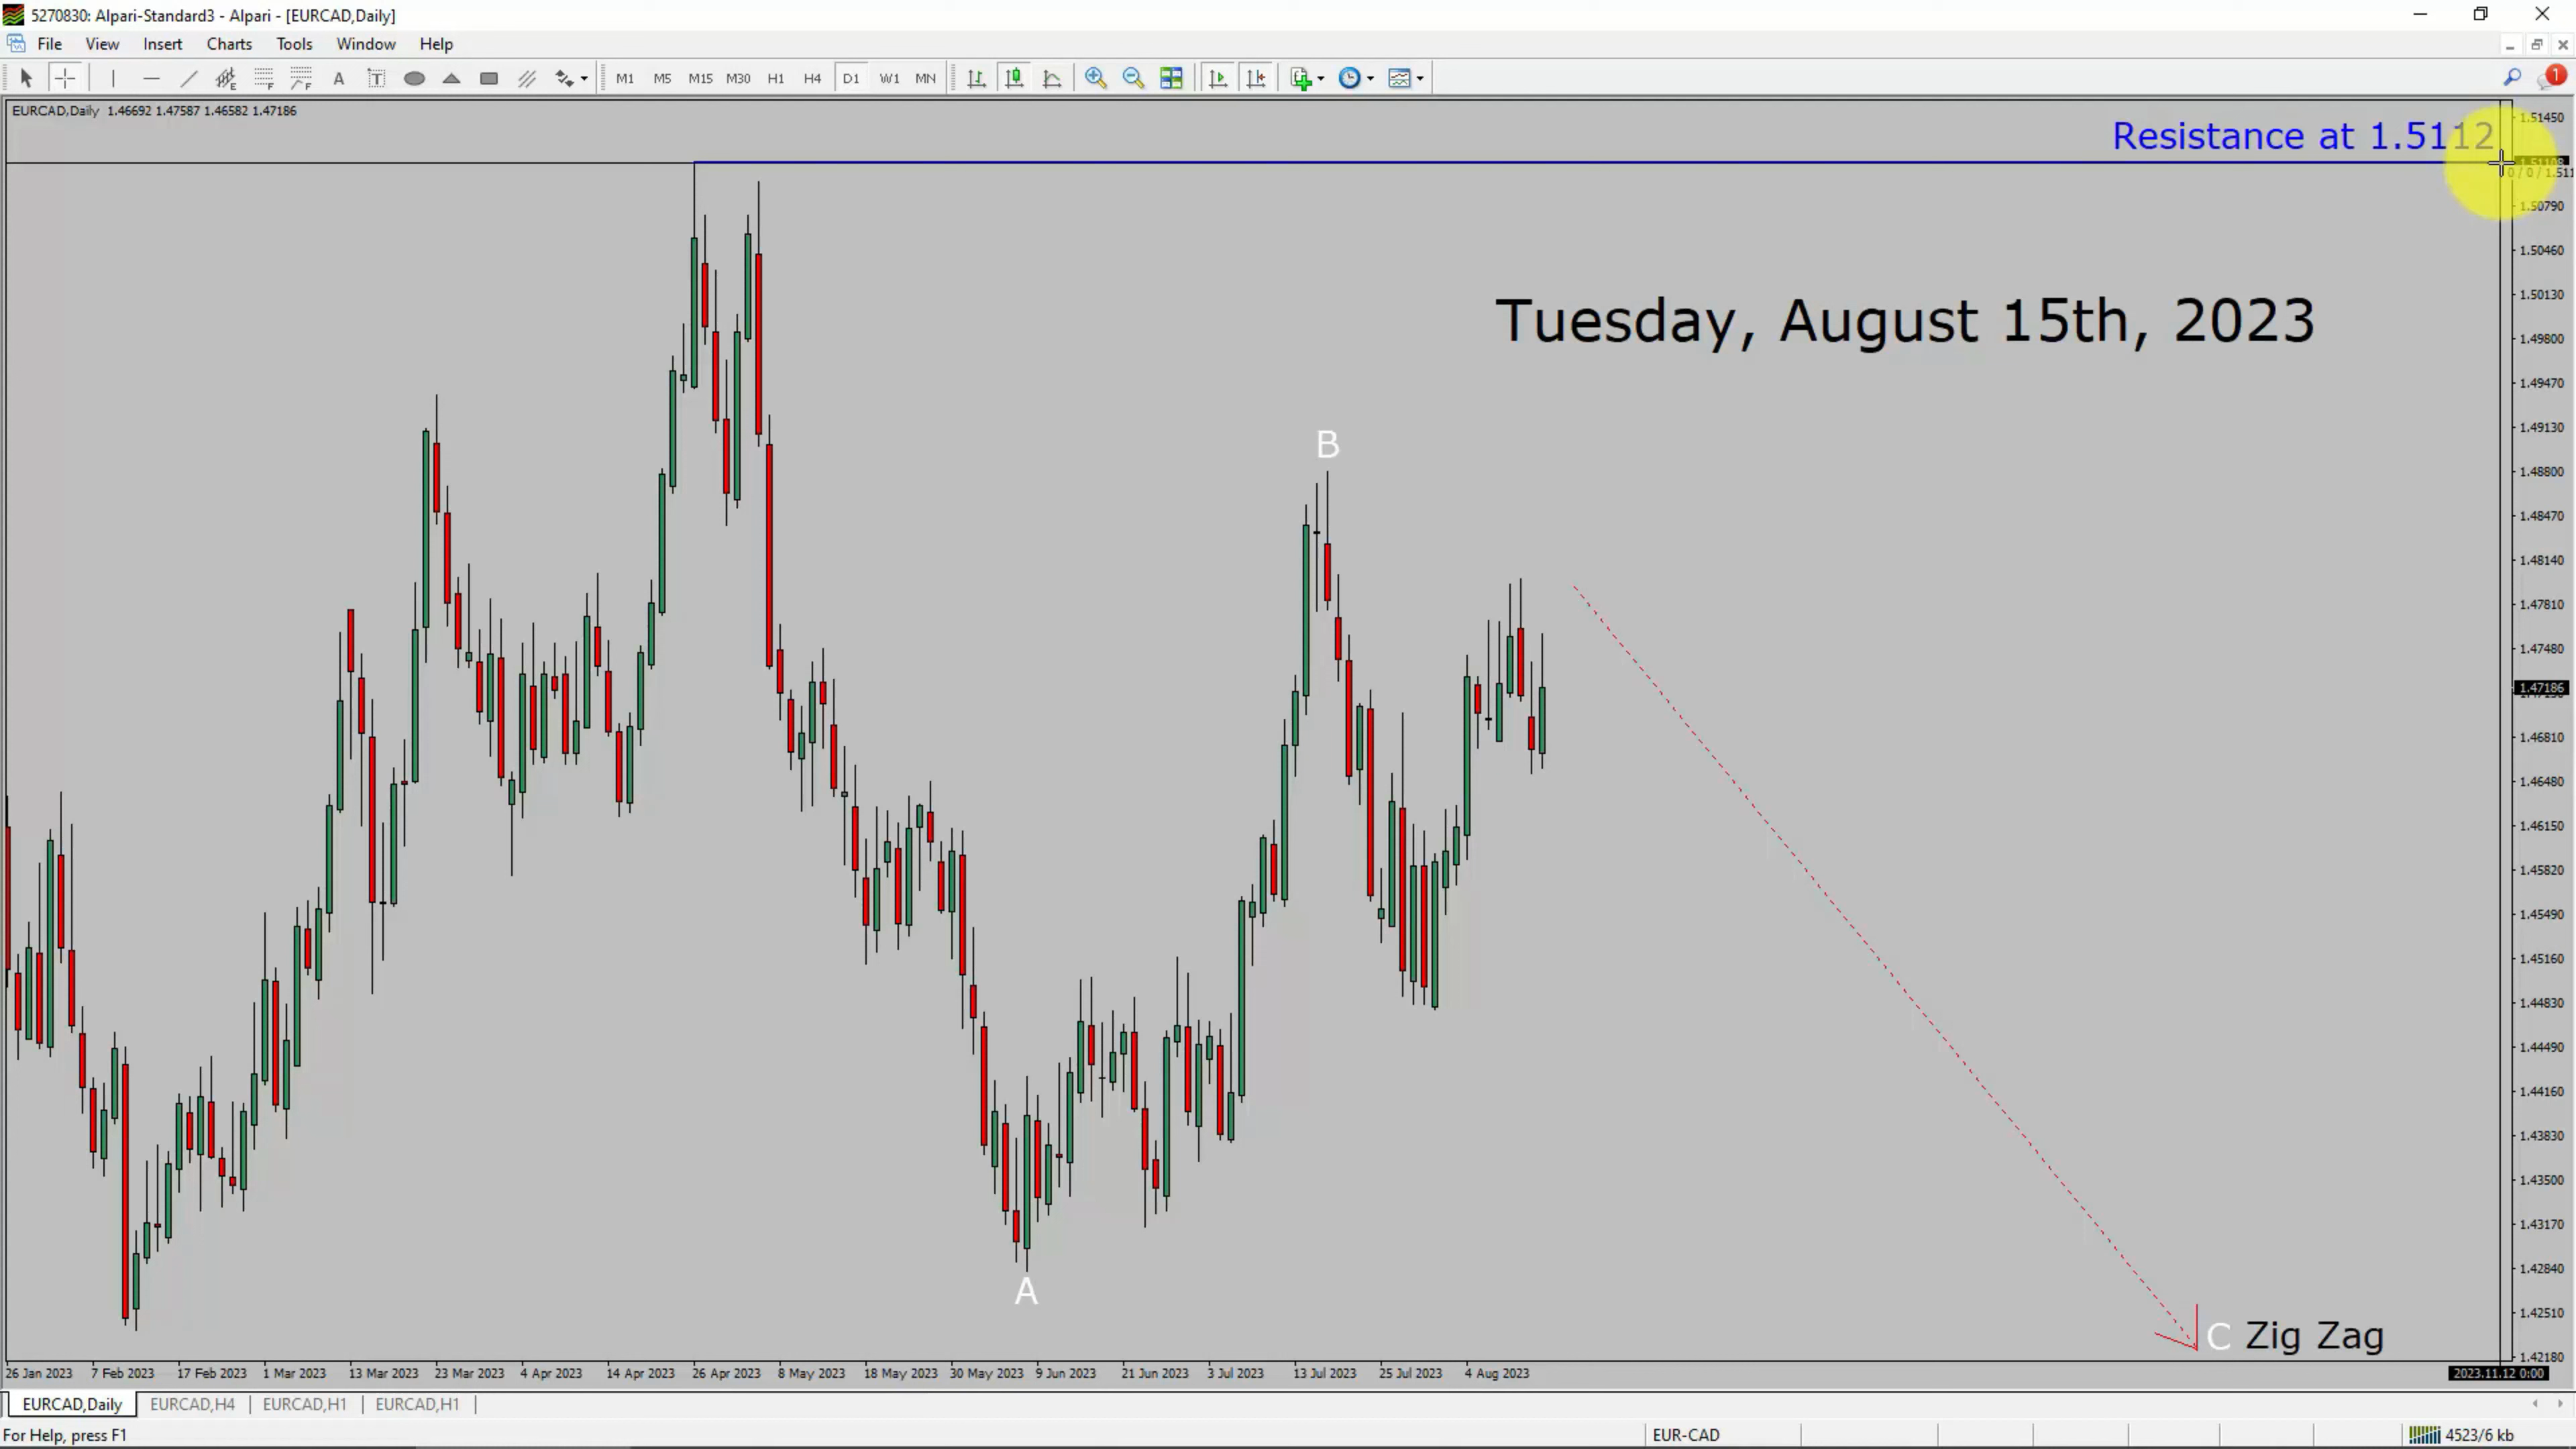 5270830: Alpari-Standard3 - Alpari - [EURCAD,Daily]
File View Insert Charts Tools Window Help
A T M1 M5 M15 M30 H1 H4 D1 W1 MN 1
EURCAD,Daily 1.46692 1.47587 1.46582 1.47186
1.51450
Resistance at 1.5112
1.50790
1.50460
1.50130
Tuesday, August 15th, 2023
1.49800
1.49470
1.49130
B
1.48800
1.48470
1.48140
1.47810
1.47480
1.47186
1.46810
1.46480
1.46150
1.45820
1.45490
1.45160
1.44830
1.44490
1.44160
1.43830
1.43500
1.43170
1.42840
A
1.42510
C Zig Zag
1.42180
26 Jan 2023 7 Feb 2023 17 Feb 2023 1 Mar 2023 13 Mar 2023 23 Mar 2023 4 Apr 2023 14 Apr 2023 26 Apr 2023 8 May 2023 18 May 2023 30 May 2023 9 Jun 2023 21 Jun 2023 3 Jul 2023 13 Jul 2023 25 Jul 2023 4 Aug 2023 2023.11.12 0:00
EURCAD,Daily EURCAD,H4 EURCAD,H1 EURCAD,H1
For Help, press F1 EUR-CAD 4523/6 kb